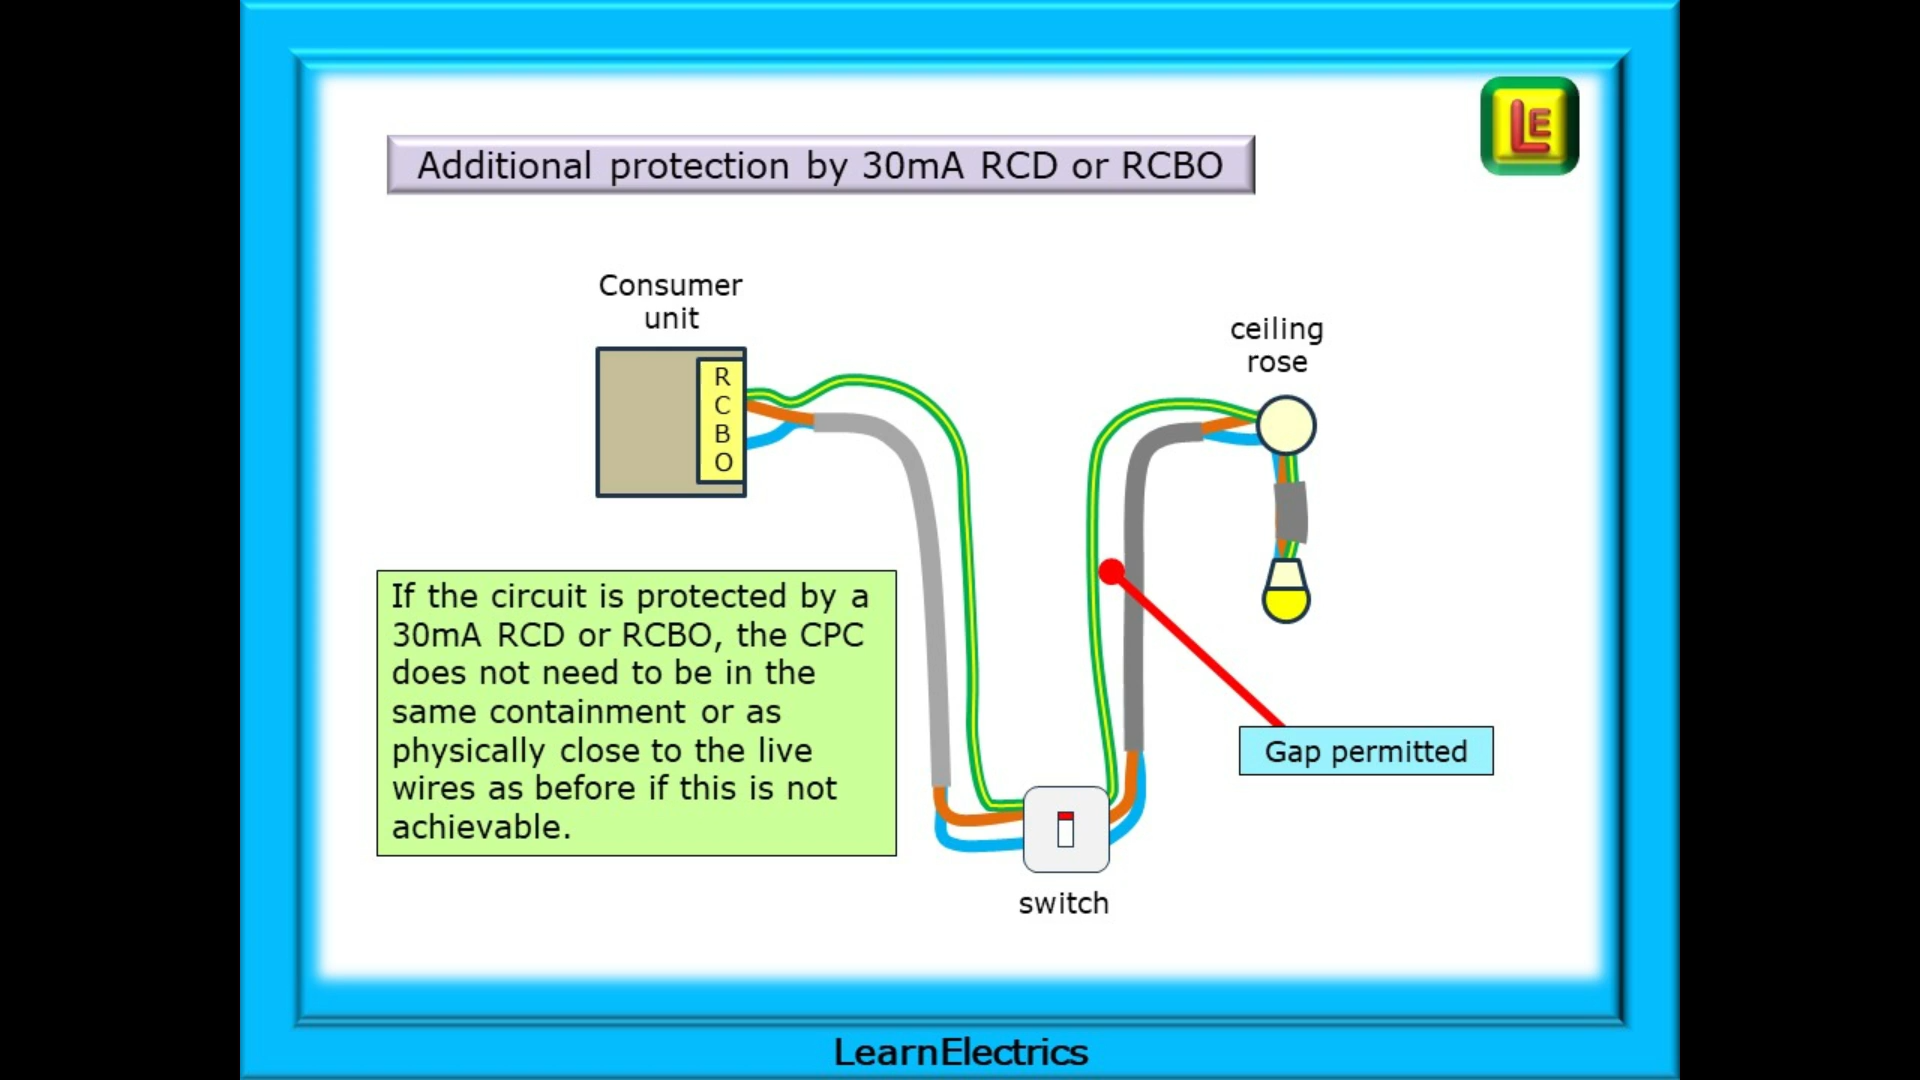 LE
Additional protection by 30mA RCD or RCBO
Consumer
unit
R
C
B
O
ceiling
rose
If the circuit is protected by a
30mA RCD or RCBO, the CPC
does not need to be in the
same containment or as
physically close to the live
wires as before if this is not
achievable.
Gap permitted
switch
LearnElectrics